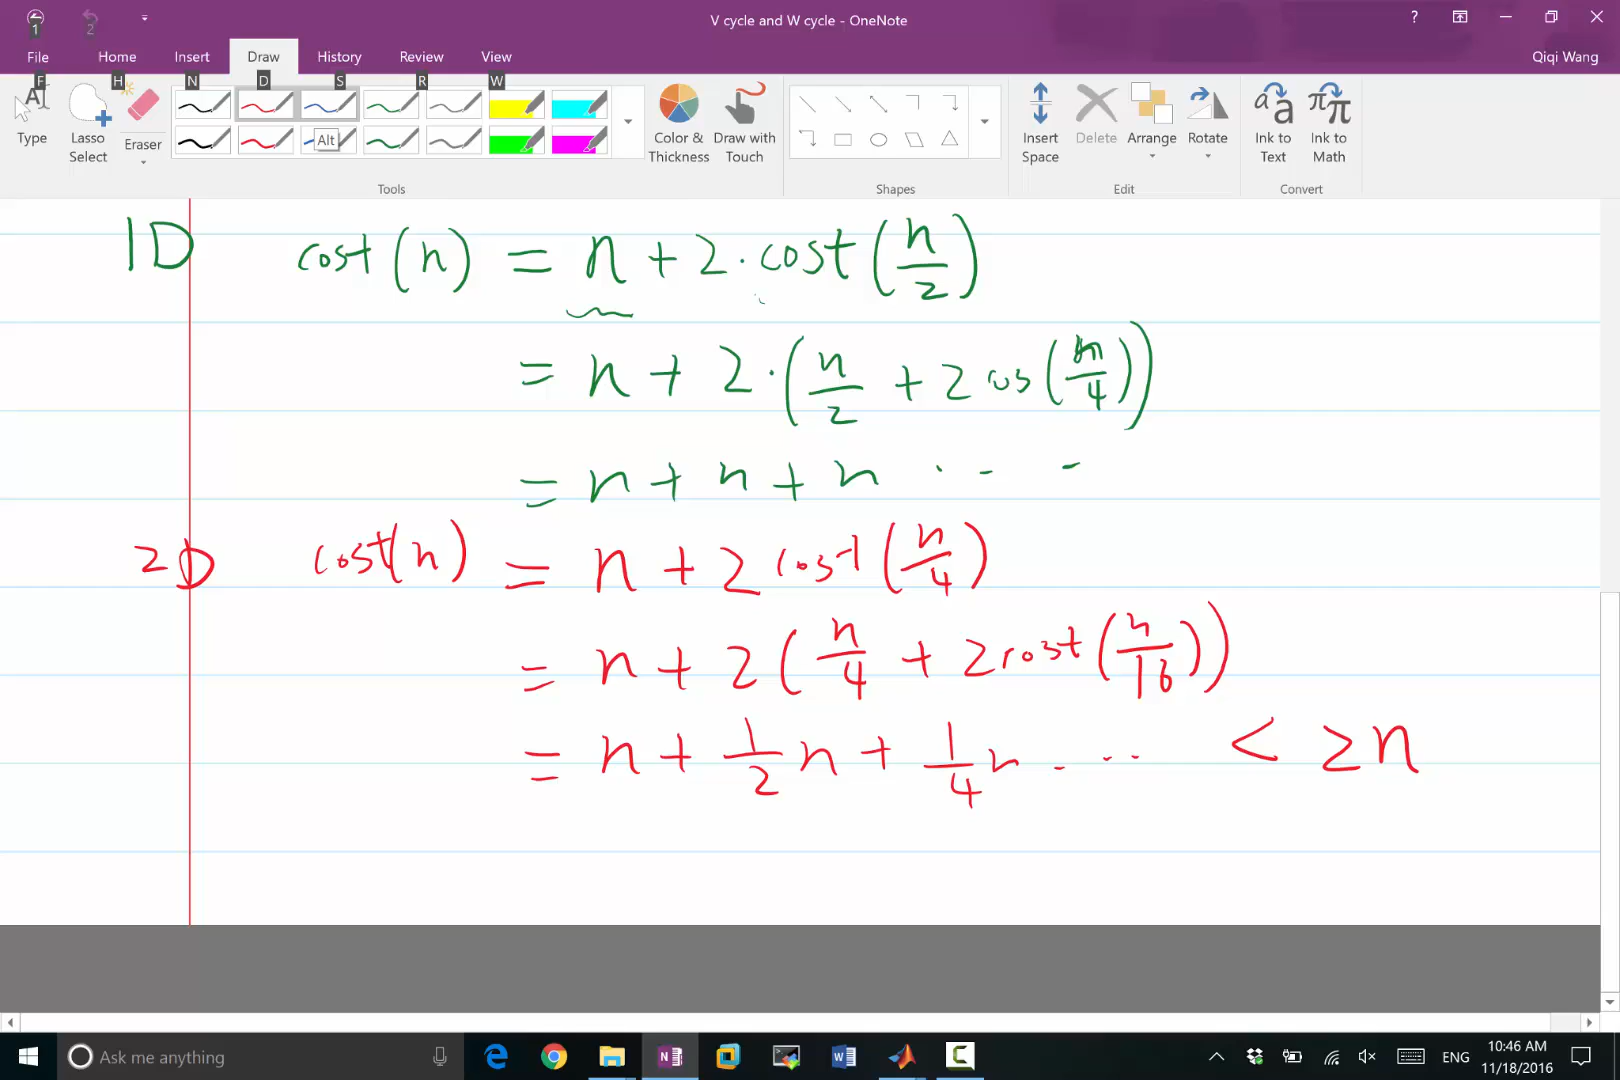 V cycle and W cycle - OneNote
?
1
2
File Home Insert Draw History Review View
Qiqi Wang
F H N D S R W
Type
Lasso Select
Eraser
Alt
Color & Thickness
Draw with Touch
Insert Space
Delete
Arrange
Rotate
Ink to Text
Ink to Math
Tools Shapes Edit Convert
1D cost(n) = n + 2·cost(n/2)
= n + 2·(n/2 + 2cos(n/4))
= n + n + n ...
2D cost(n) = n + 2cost(n/4)
= n + 2(n/4 + 2cost(n/16))
= n + 1/2 n + 1/4 n ... < 2n
Ask me anything
ENG
10:46 AM
11/18/2016